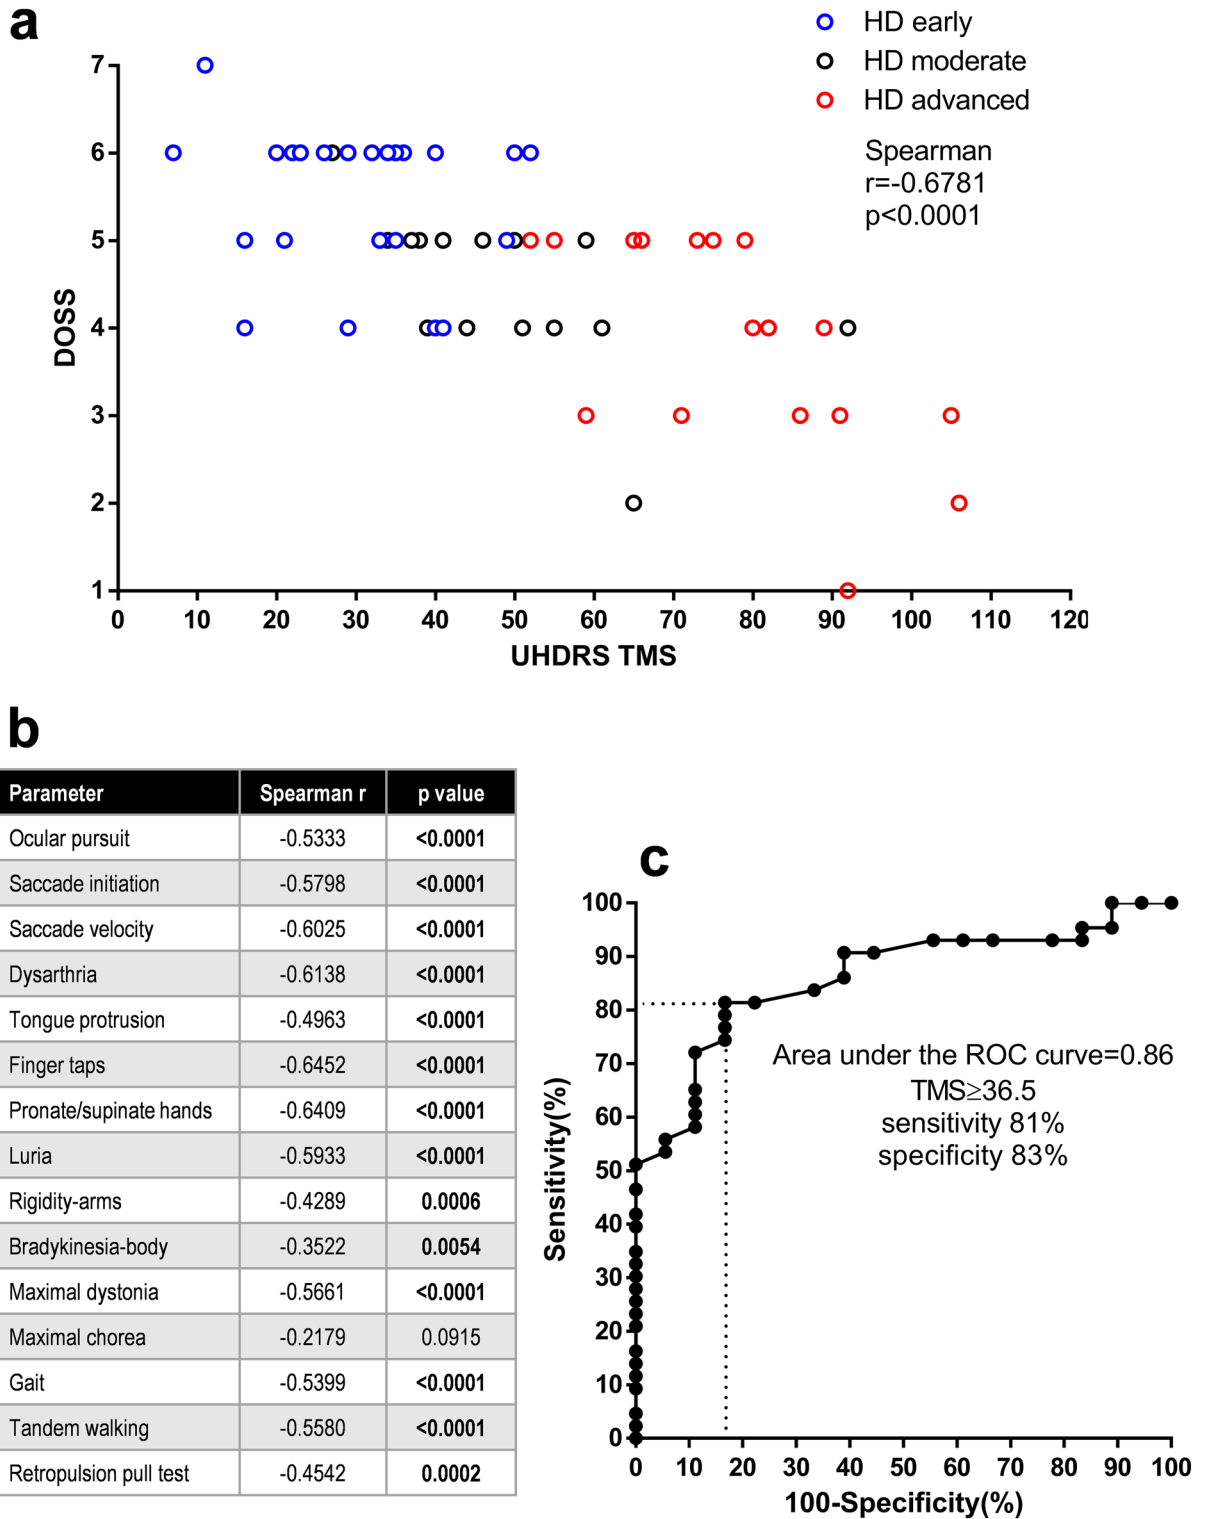 a
HD early
HD moderate
HD advanced
Spearman
r=-0.6781
p<0.0001
DOSS
7
6
5
4
3
2
1
0 10 20 30 40 50 60 70 80 90 100 110 120
UHDRS TMS
b
Parameter Spearman r p value
Ocular pursuit -0.5333 <0.0001
Saccade initiation -0.5798 <0.0001
Saccade velocity -0.6025 <0.0001
Dysarthria -0.6138 <0.0001
Tongue protrusion -0.4963 <0.0001
Finger taps -0.6452 <0.0001
Pronate/supinate hands -0.6409 <0.0001
Luria -0.5933 <0.0001
Rigidity-arms -0.4289 0.0006
Bradykinesia-body -0.3522 0.0054
Maximal dystonia -0.5661 <0.0001
Maximal chorea -0.2179 0.0915
Gait -0.5399 <0.0001
Tandem walking -0.5580 <0.0001
Retropulsion pull test -0.4542 0.0002
c
Sensitivity(%)
100
90
80
70
60
50
40
30
20
10
0
Area under the ROC curve=0.86
TMS≥36.5
sensitivity 81%
specificity 83%
0 10 20 30 40 50 60 70 80 90 100
100-Specificity(%)